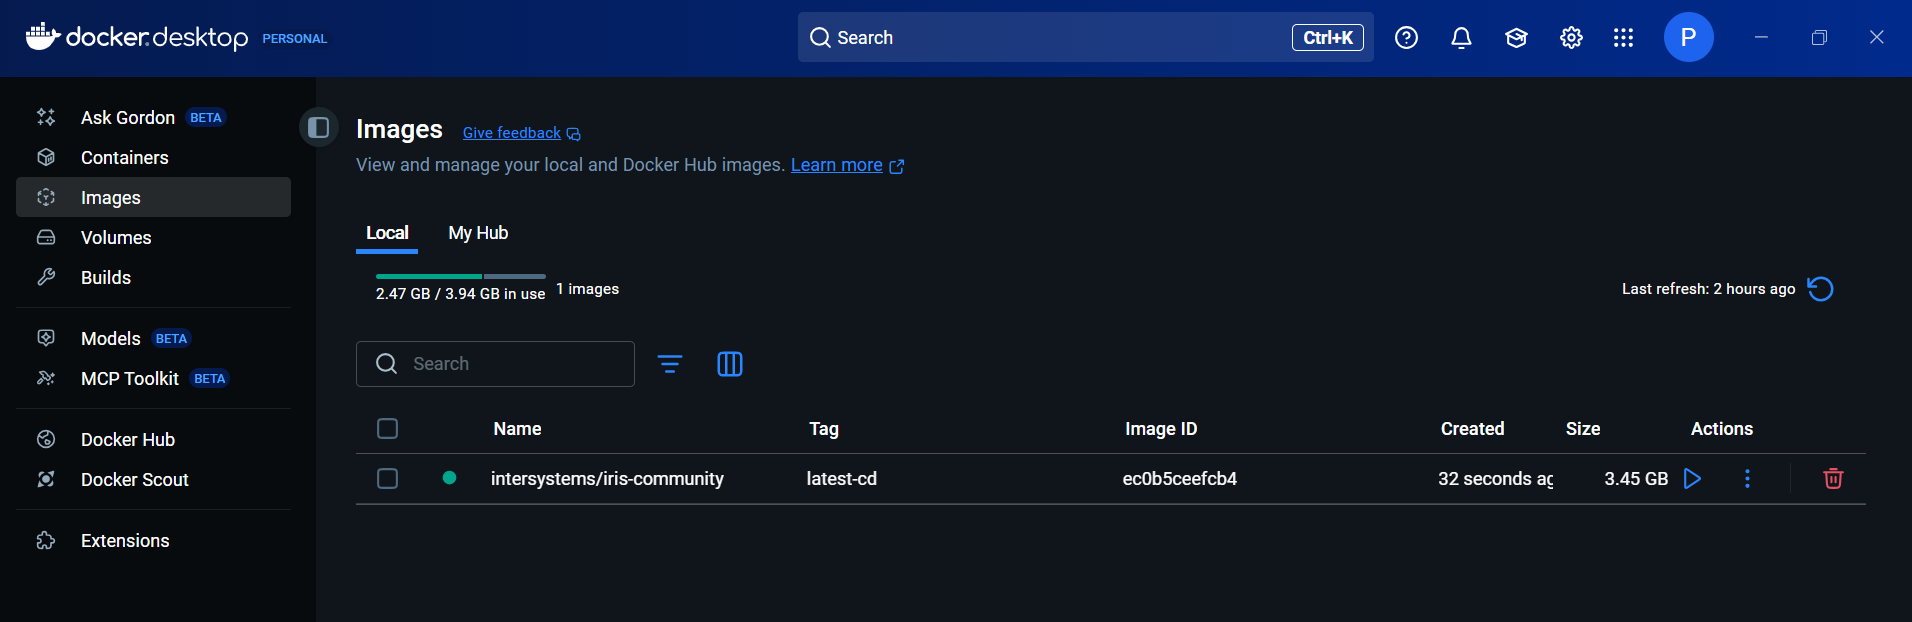 docker.desktop PERSONAL
Search
Ctrl+K
P
Ask Gordon BETA
Containers
Images
Volumes
Builds
Models BETA
MCP Toolkit BETA
Docker Hub
Docker Scout
Extensions
Images Give feedback
View and manage your local and Docker Hub images. Learn more
Local My Hub
2.47 GB / 3.94 GB in use 1 images
Last refresh: 2 hours ago
Search
Name Tag Image ID Created Size Actions
intersystems/iris-community latest-cd ec0b5ceefcb4 32 seconds ag 3.45 GB